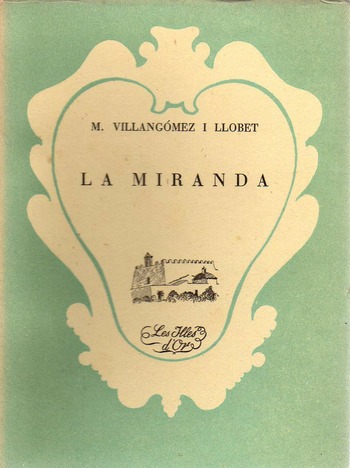 M. VILLANGÓMEZ I LLOBET
LA MIRANDA
Les Illes
d'Or